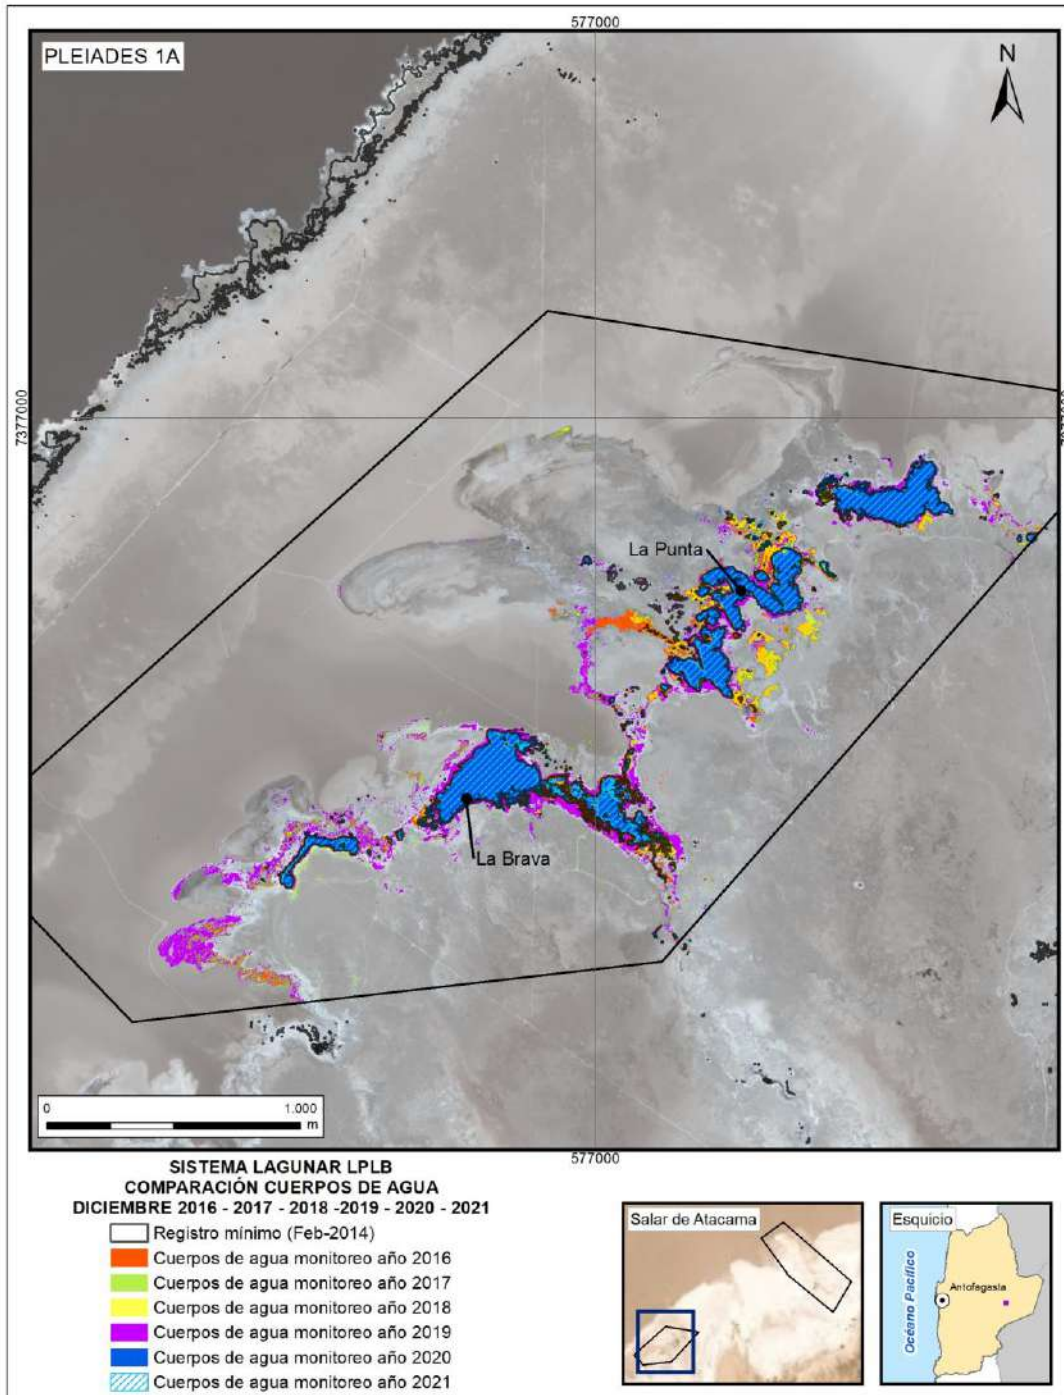 577000
PLEIADES 1A
N
7377000
La Punta
La Brava
0 1.000
m
577000
SISTEMA LAGUNAR LPLB
COMPARACIÓN CUERPOS DE AGUA
DICIEMBRE 2016 - 2017 - 2018 -2019 - 2020 - 2021
Registro mínimo (Feb-2014)
Cuerpos de agua monitoreo año 2016
Cuerpos de agua monitoreo año 2017
Cuerpos de agua monitoreo año 2018
Cuerpos de agua monitoreo año 2019
Cuerpos de agua monitoreo año 2020
Cuerpos de agua monitoreo año 2021
Salar de Atacama
Esquicio
Océano Pacífico
Antofagasta